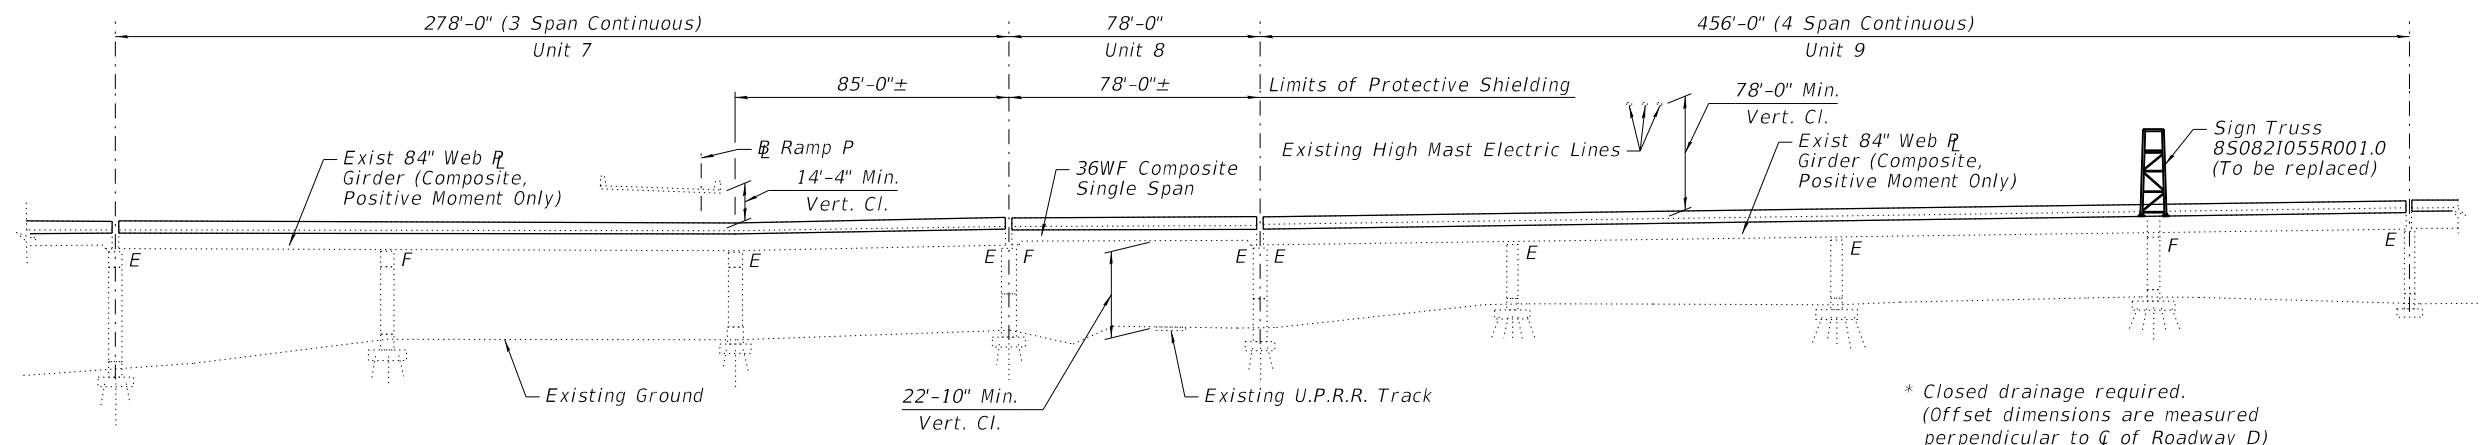 278'-0" (3 Span Continuous)
Unit 7
78'-0"
Unit 8
456'-0" (4 Span Continuous)
Unit 9
85'-0"±
78'-0"±
Limits of Protective Shielding
78'-0" Min.
Vert. Cl.
Exist 84" Web PL
Girder (Composite,
Positive Moment Only)
BL Ramp P
14'-4" Min.
Vert. Cl.
36WF Composite
Single Span
Existing High Mast Electric Lines
Exist 84" Web PL
Girder (Composite,
Positive Moment Only)
Sign Truss
8S082I055R001.0
(To be replaced)
E
F
E
E
F
E
E
E
E
F
E
Existing Ground
22'-10" Min.
Vert. Cl.
Existing U.P.R.R. Track
* Closed drainage required.
(Offset dimensions are measured
perpendicular to ℄ of Roadway D)